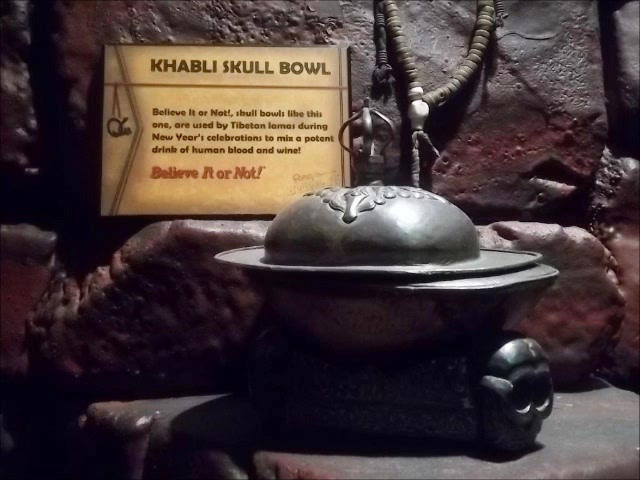 KHABLI SKULL BOWL
Believe It or Not!, skull bowls like this
one, are used by Tibetan lamas during
New Year's celebrations to mix a potent
drink of human blood and wine!
Believe It or Not!